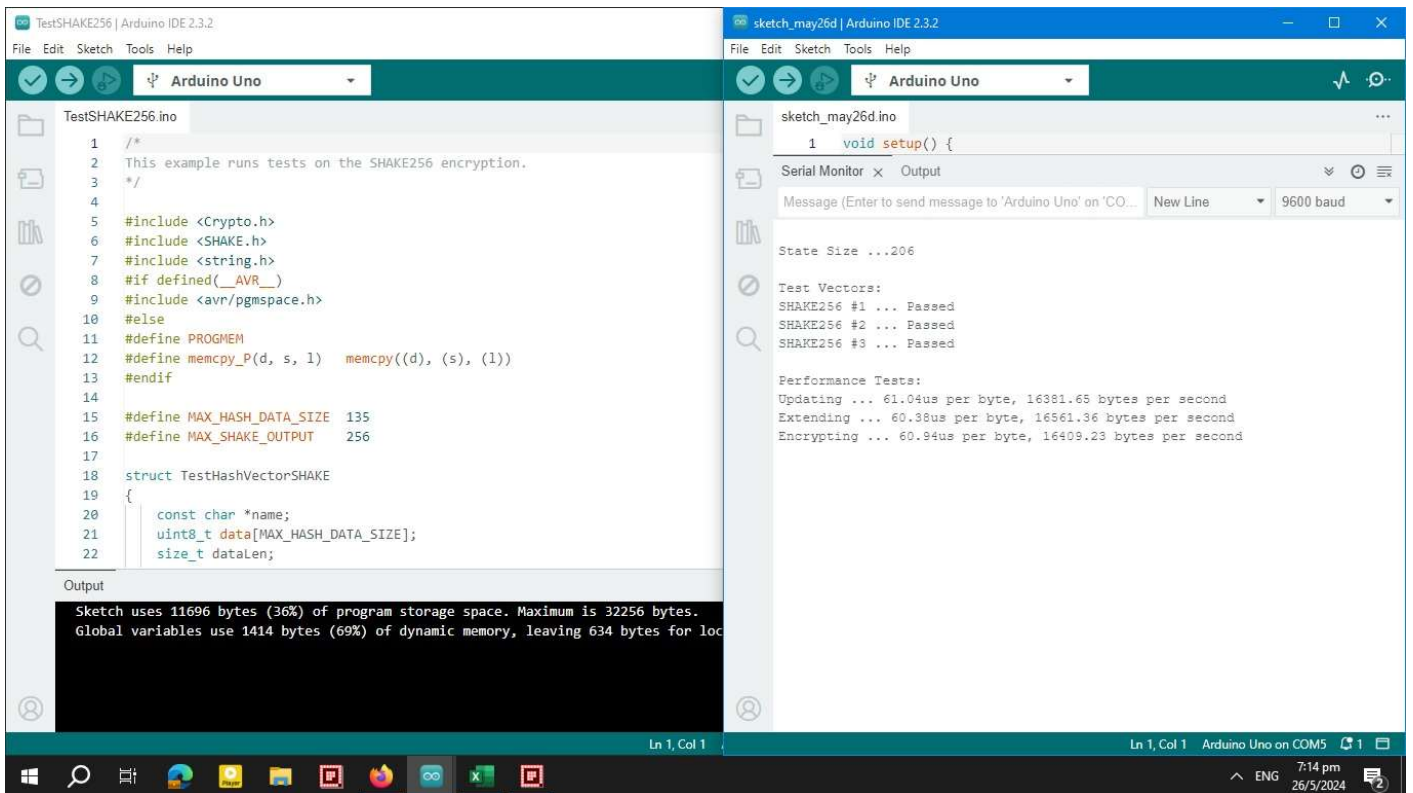 TestSHAKE256 | Arduino IDE 2.3.2
File Edit Sketch Tools Help
Arduino Uno
TestSHAKE256.ino
1 /*
2 This example runs tests on the SHAKE256 encryption.
3 */
4
5 #include <Crypto.h>
6 #include <SHAKE.h>
7 #include <string.h>
8 #if defined(__AVR__)
9 #include <avr/pgmspace.h>
10 #else
11 #define PROGMEM
12 #define memcpy_P(d, s, l) memcpy((d), (s), (l))
13 #endif
14
15 #define MAX_HASH_DATA_SIZE 135
16 #define MAX_SHAKE_OUTPUT 256
17
18 struct TestHashVectorSHAKE
19 {
20 const char *name;
21 uint8_t data[MAX_HASH_DATA_SIZE];
22 size_t dataLen;
Output
Sketch uses 11696 bytes (36%) of program storage space. Maximum is 32256 bytes.
Global variables use 1414 bytes (69%) of dynamic memory, leaving 634 bytes for loc
Ln 1, Col 1
sketch_may26d | Arduino IDE 2.3.2
File Edit Sketch Tools Help
Arduino Uno
sketch_may26d.ino
1 void setup() {
Serial Monitor Output
Message (Enter to send message to 'Arduino Uno' on 'CO... New Line 9600 baud
State Size ...206
Test Vectors:
SHAKE256 #1 ... Passed
SHAKE256 #2 ... Passed
SHAKE256 #3 ... Passed
Performance Tests:
Updating ... 61.04us per byte, 16381.65 bytes per second
Extending ... 60.38us per byte, 16561.36 bytes per second
Encrypting ... 60.94us per byte, 16409.23 bytes per second
Ln 1, Col 1 Arduino Uno on COM5 1
Player
ENG
7:14 pm
26/5/2024
2